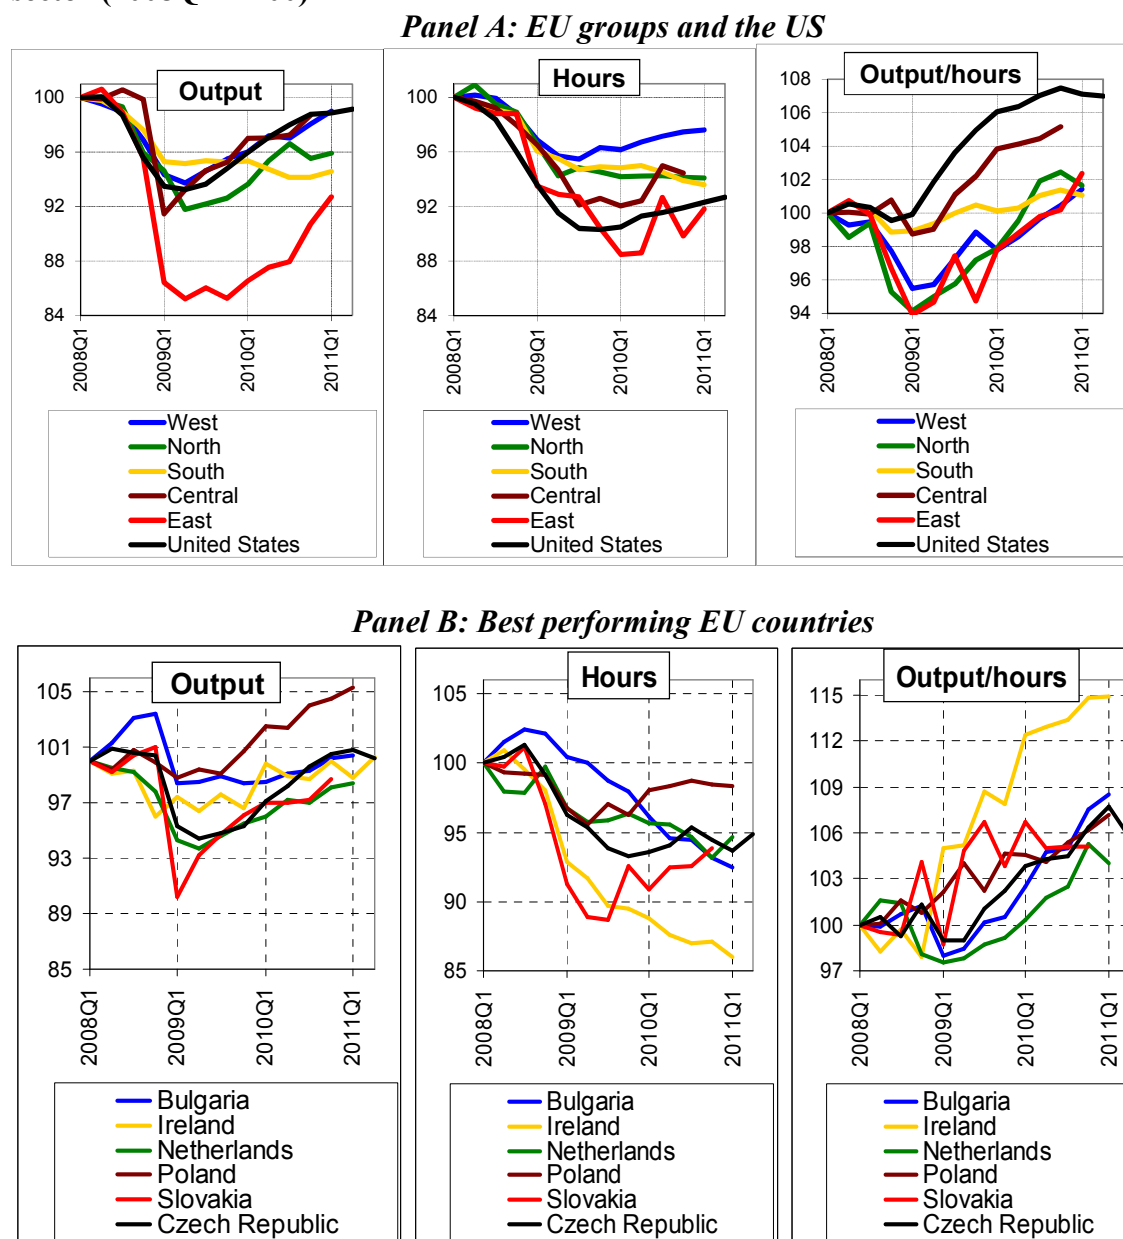 Panel A: EU groups and the US
Output
100
96
92
88
84
2008Q1
2009Q1
2010Q1
2011Q1
West
North
South
Central
East
United States
Hours
100
96
92
88
84
2008Q1
2009Q1
2010Q1
2011Q1
West
North
South
Central
East
United States
Output/hours
108
106
104
102
100
98
96
94
2008Q1
2009Q1
2010Q1
2011Q1
West
North
South
Central
East
United States
Panel B: Best performing EU countries
Output
105
101
97
93
89
85
2008Q1
2009Q1
2010Q1
2011Q1
Bulgaria
Ireland
Netherlands
Poland
Slovakia
Czech Republic
Hours
105
100
95
90
85
2008Q1
2009Q1
2010Q1
2011Q1
Bulgaria
Ireland
Netherlands
Poland
Slovakia
Czech Republic
Output/hours
115
112
109
106
103
100
97
2008Q1
2009Q1
2010Q1
2011Q1
Bulgaria
Ireland
Netherlands
Poland
Slovakia
Czech Republic